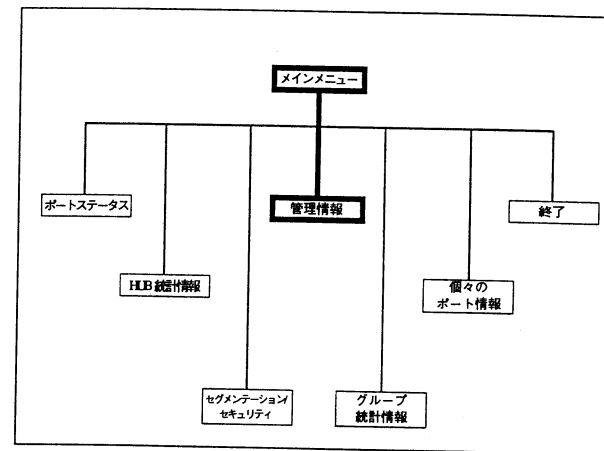 メインメニュー
ポートステータス
管理情報
終了
HUB 統計情報
個々の
ポート情報
セグメンテーション/
セキュリティ
グループ
統計情報